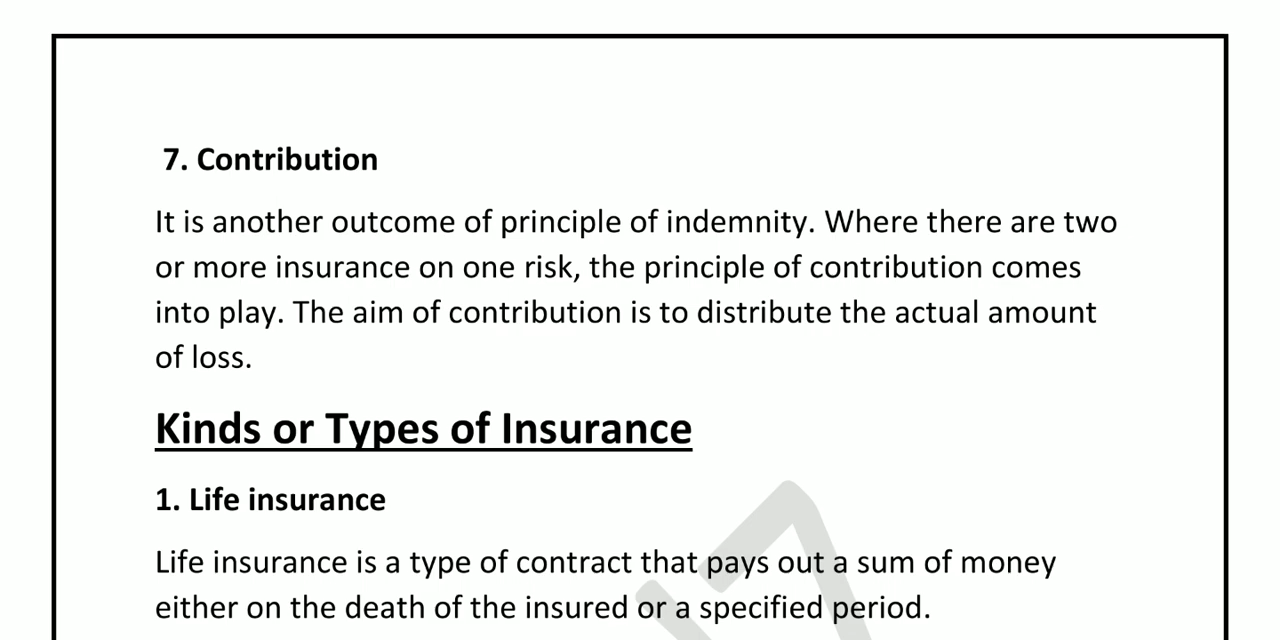 7. Contribution
It is another outcome of principle of indemnity. Where there are two
or more insurance on one risk, the principle of contribution comes
into play. The aim of contribution is to distribute the actual amount
of loss.
Kinds or Types of Insurance
1. Life insurance
Life insurance is a type of contract that pays out a sum of money
either on the death of the insured or a specified period.